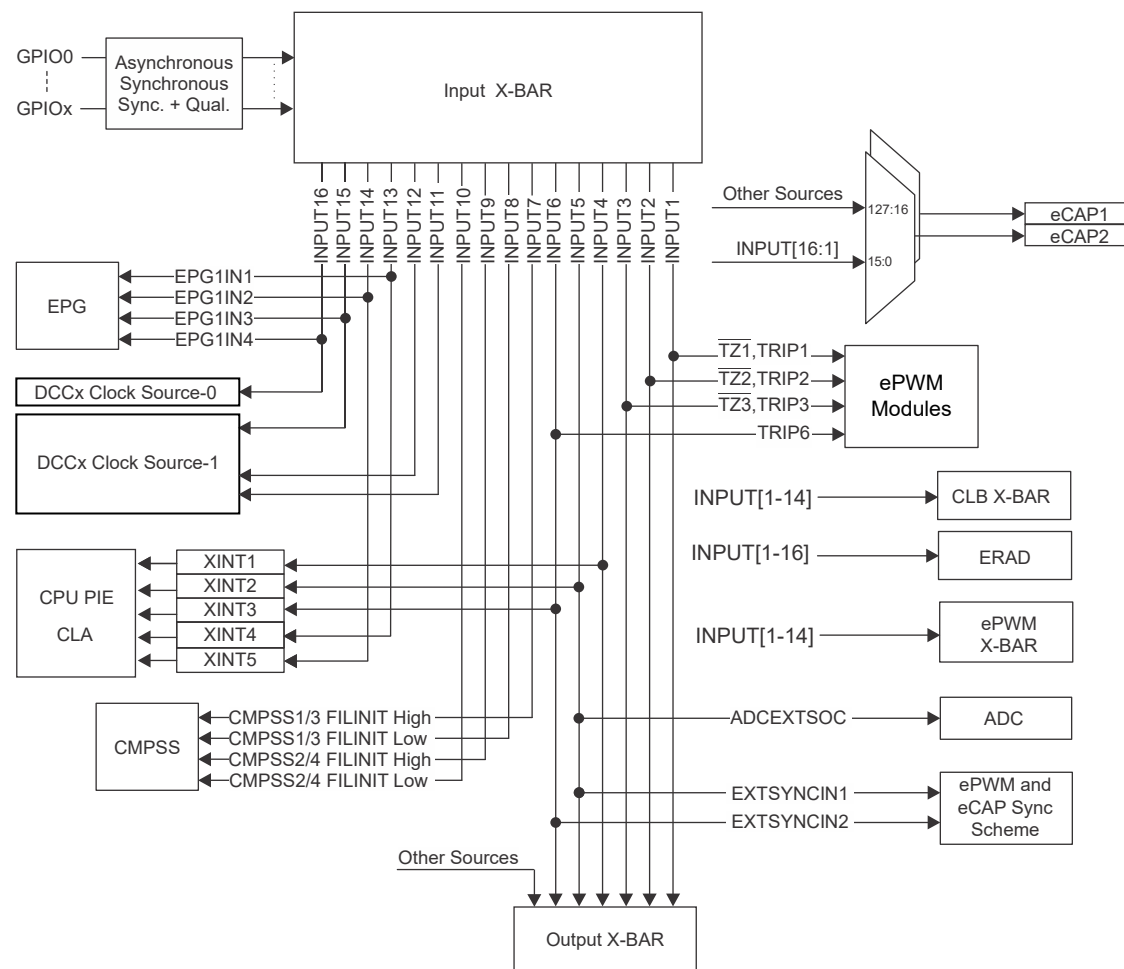 GPIO0
GPIOx
Asynchronous
Synchronous
Sync. + Qual.
Input X-BAR
INPUT16
INPUT15
INPUT14
INPUT13
INPUT12
INPUT11
INPUT10
INPUT9
INPUT8
INPUT7
INPUT6
INPUT5
INPUT4
INPUT3
INPUT2
INPUT1
Other Sources
INPUT[16:1]
127:16
15:0
eCAP1
eCAP2
EPG
EPG1IN1
EPG1IN2
EPG1IN3
EPG1IN4
DCCx Clock Source-0
DCCx Clock Source-1
TZ1,TRIP1
TZ2,TRIP2
TZ3,TRIP3
TRIP6
ePWM
Modules
INPUT[1-14]
CLB X-BAR
INPUT[1-16]
ERAD
INPUT[1-14]
ePWM
X-BAR
CPU PIE
CLA
XINT1
XINT2
XINT3
XINT4
XINT5
CMPSS
CMPSS1/3 FILINIT High
CMPSS1/3 FILINIT Low
CMPSS2/4 FILINIT High
CMPSS2/4 FILINIT Low
ADCEXTSOC
ADC
EXTSYNCIN1
EXTSYNCIN2
ePWM and
eCAP Sync
Scheme
Other Sources
Output X-BAR